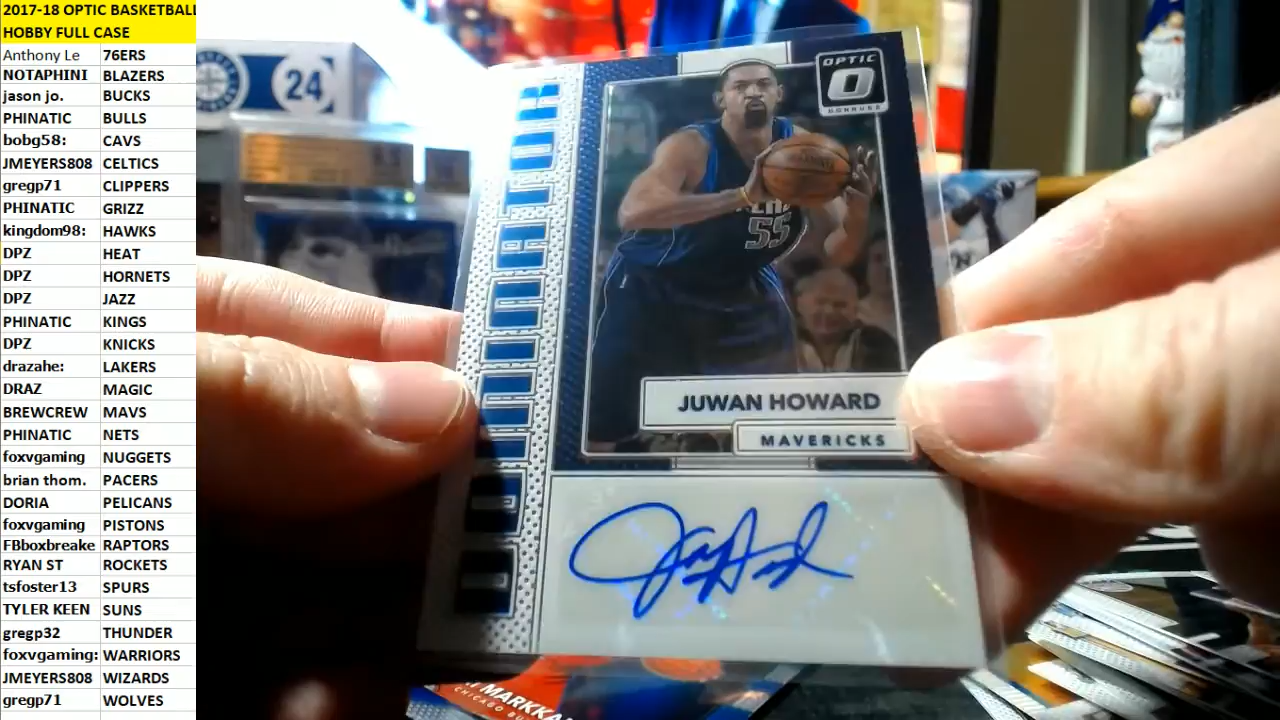 2017-18 OPTIC BASKETBALL
HOBBY FULL CASE
Anthony Le 76ERS
NOTAPHINI BLAZERS
jason jo. BUCKS
PHINATIC BULLS
bobg58: CAVS
JMEYERS808 CELTICS
gregp71 CLIPPERS
PHINATIC GRIZZ
kingdom98: HAWKS
DPZ HEAT
DPZ HORNETS
DPZ JAZZ
PHINATIC KINGS
DPZ KNICKS
drazahe: LAKERS
DRAZ MAGIC
BREWCREW MAVS
PHINATIC NETS
foxvgaming NUGGETS
brian thom. PACERS
DORIA PELICANS
foxvgaming PISTONS
FBboxbreake RAPTORS
RYAN ST ROCKETS
tsfoster13 SPURS
TYLER KEEN SUNS
gregp32 THUNDER
foxvgaming: WARRIORS
JMEYERS808 WIZARDS
gregp71 WOLVES
24
OPTIC
DONRUSS
55
JUWAN HOWARD
MAVERICKS
MARKKA
CHICAGO BU